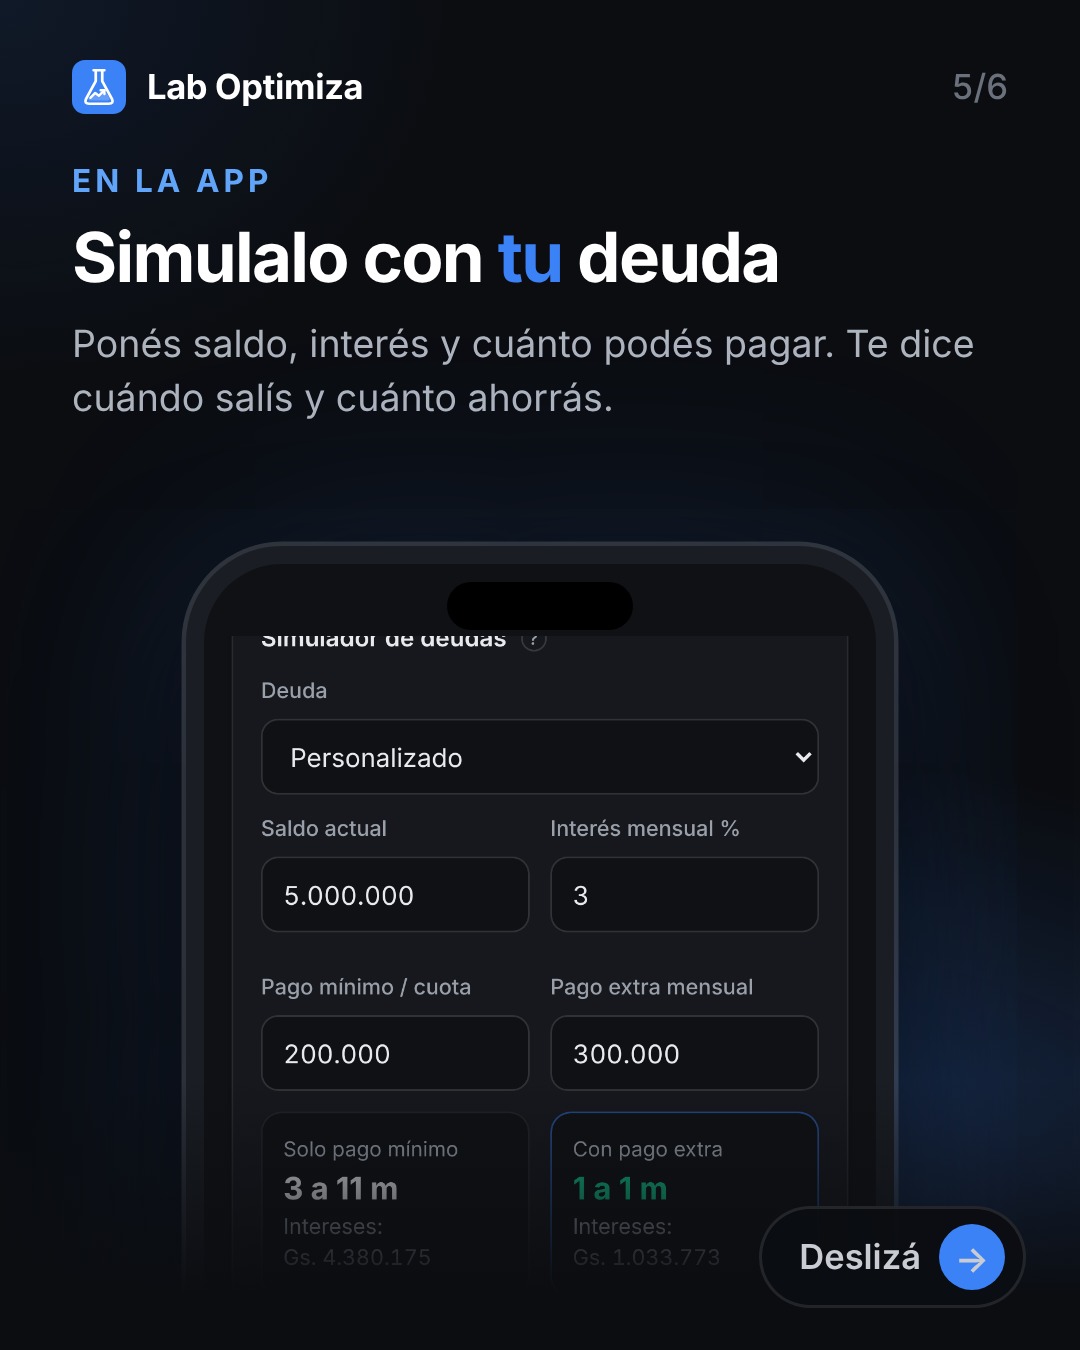 Lab Optimiza
5/6
EN LA APP
Simulalo con tu deuda
Ponés saldo, interés y cuánto podés pagar. Te dice
cuándo salís y cuánto ahorrás.
Simulador de deudas ?
Deuda
Personalizado
Saldo actual
Interés mensual %
5.000.000
3
Pago mínimo / cuota
Pago extra mensual
200.000
300.000
Solo pago mínimo
3 a 11 m
Intereses:
Gs. 4.380.175
Con pago extra
1 a 1 m
Intereses:
Gs. 1.033.773
Deslizá →